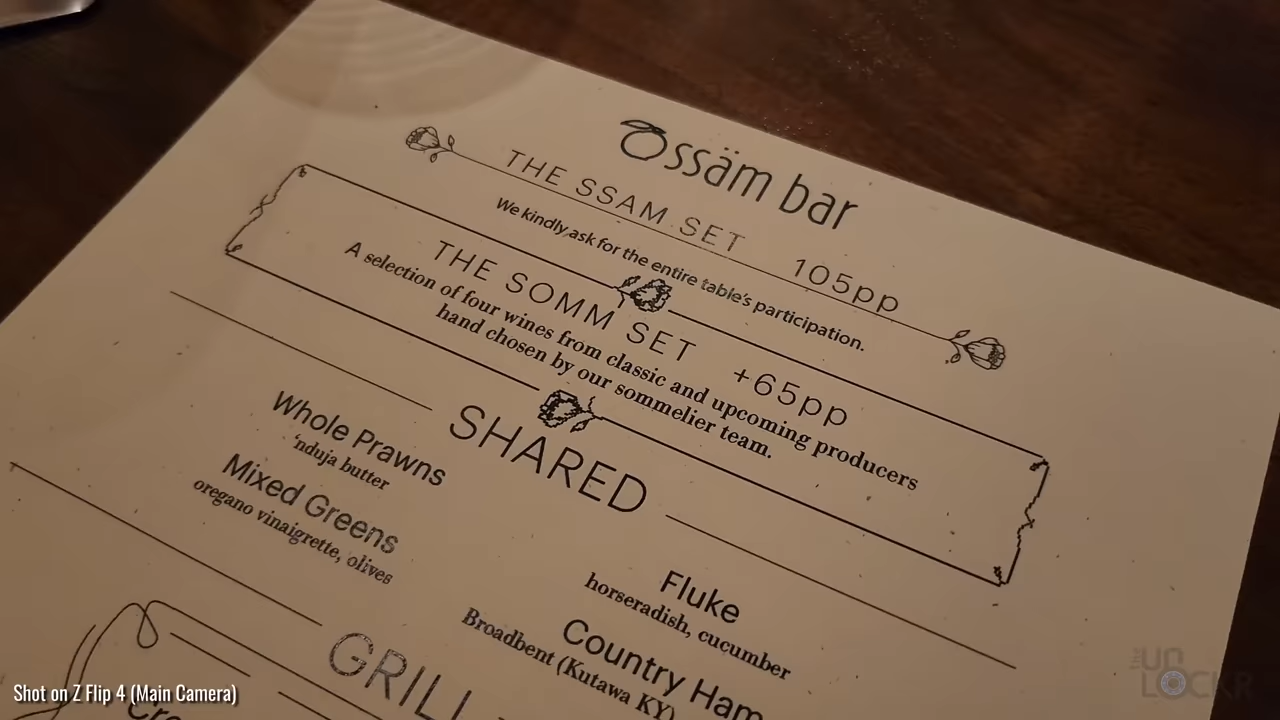 ssäm bar
THE SSAM SET 105pp
We kindly ask for the entire table's participation.
THE SOMM SET +65pp
A selection of four wines from classic and upcoming producers
hand chosen by our sommelier team.
SHARED
Whole Prawns
'nduja butter
Mixed Greens
oregano vinaigrette, olives
Fluke
horseradish, cucumber
Country Ham
Broadbent (Kutawa KY)
GRILL
Shot on Z Flip 4 (Main Camera)
THE UNLOCKR